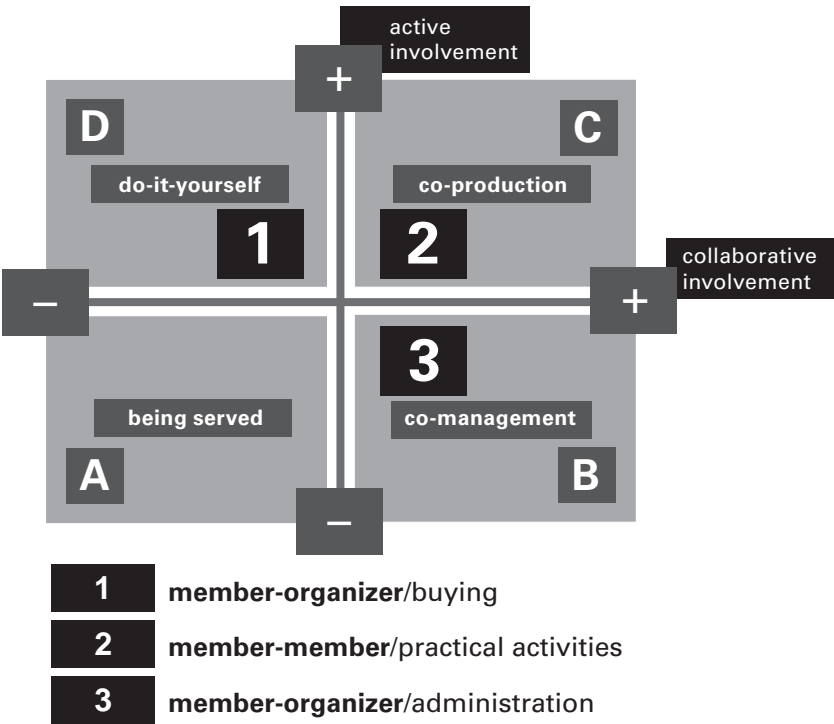 active
involvement
+
D
C
do-it-yourself
co-production
1
2
collaborative
involvement
–
+
3
being served
co-management
A
B
–
1 member-organizer/buying
2 member-member/practical activities
3 member-organizer/administration